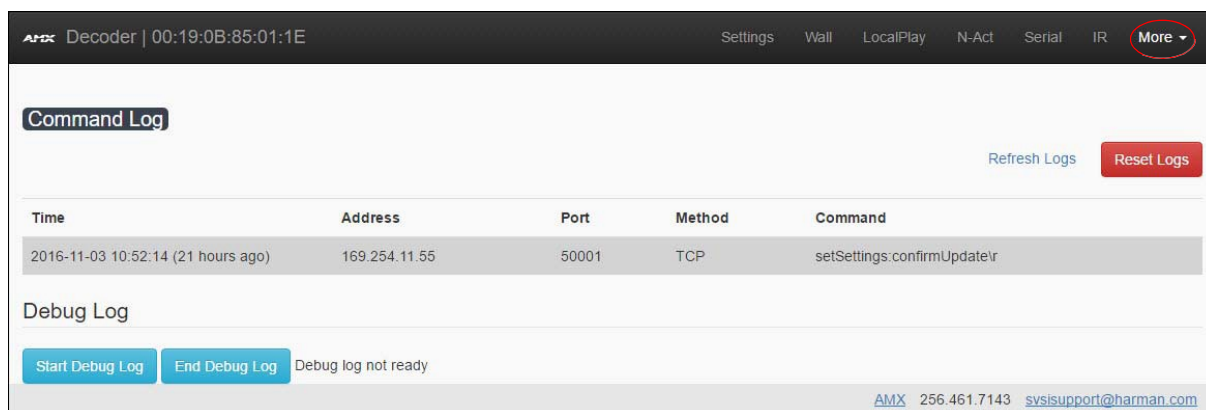 AMX Decoder | 00:19:0B:85:01:1E Settings Wall LocalPlay N-Act Serial IR More
Command Log
Refresh Logs Reset Logs
Time Address Port Method Command
2016-11-03 10:52:14 (21 hours ago) 169.254.11.55 50001 TCP setSettings:confirmUpdate\r
Debug Log
Start Debug Log End Debug Log Debug log not ready
AMX 256.461.7143 svsisupport@harman.com